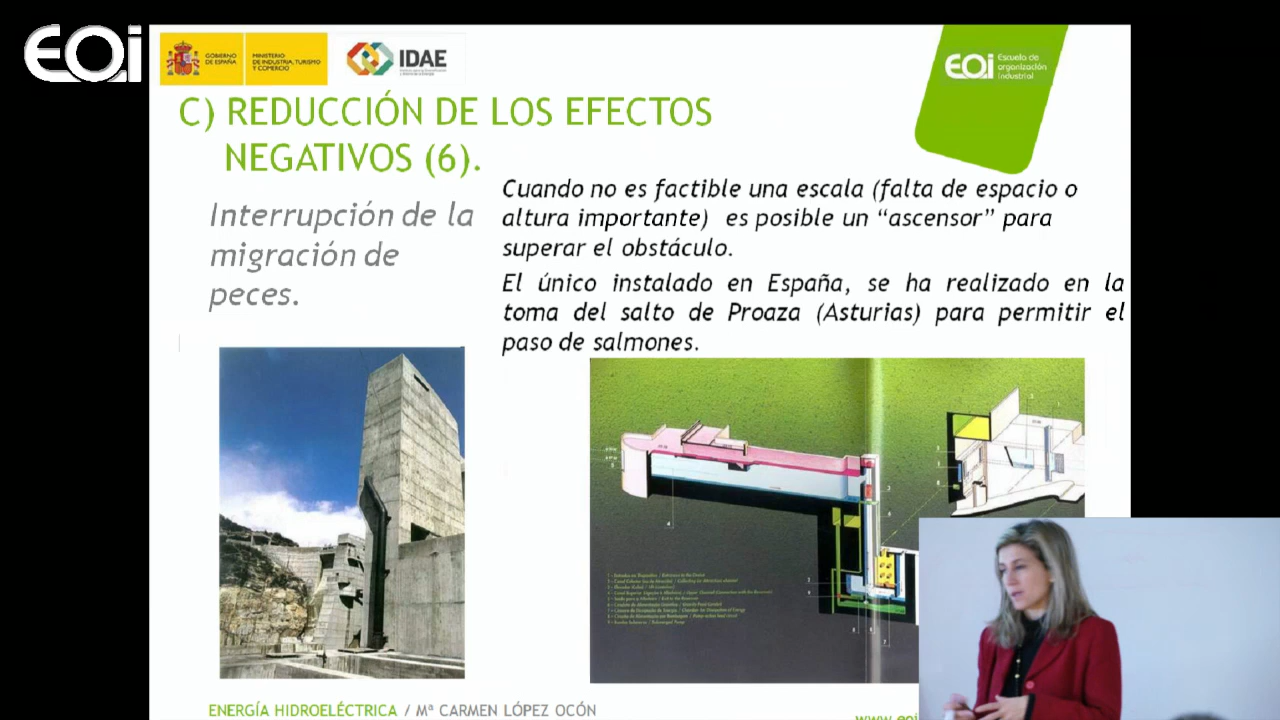 EOi
GOBIERNO
DE ESPAÑA
MINISTERIO
DE INDUSTRIA, TURISMO
Y COMERCIO
IDAE
EOi
Escuela de
organización
industrial
C) REDUCCIÓN DE LOS EFECTOS
NEGATIVOS (6).
Interrupción de la
migración de
peces.
Cuando no es factible una escala (falta de espacio o
altura importante) es posible un “ascensor” para
superar el obstáculo.
El único instalado en España, se ha realizado en la
toma del salto de Proaza (Asturias) para permitir el
paso de salmones.
ENERGÍA HIDROELÉCTRICA / Mª CARMEN LÓPEZ OCÓN
www.eoi